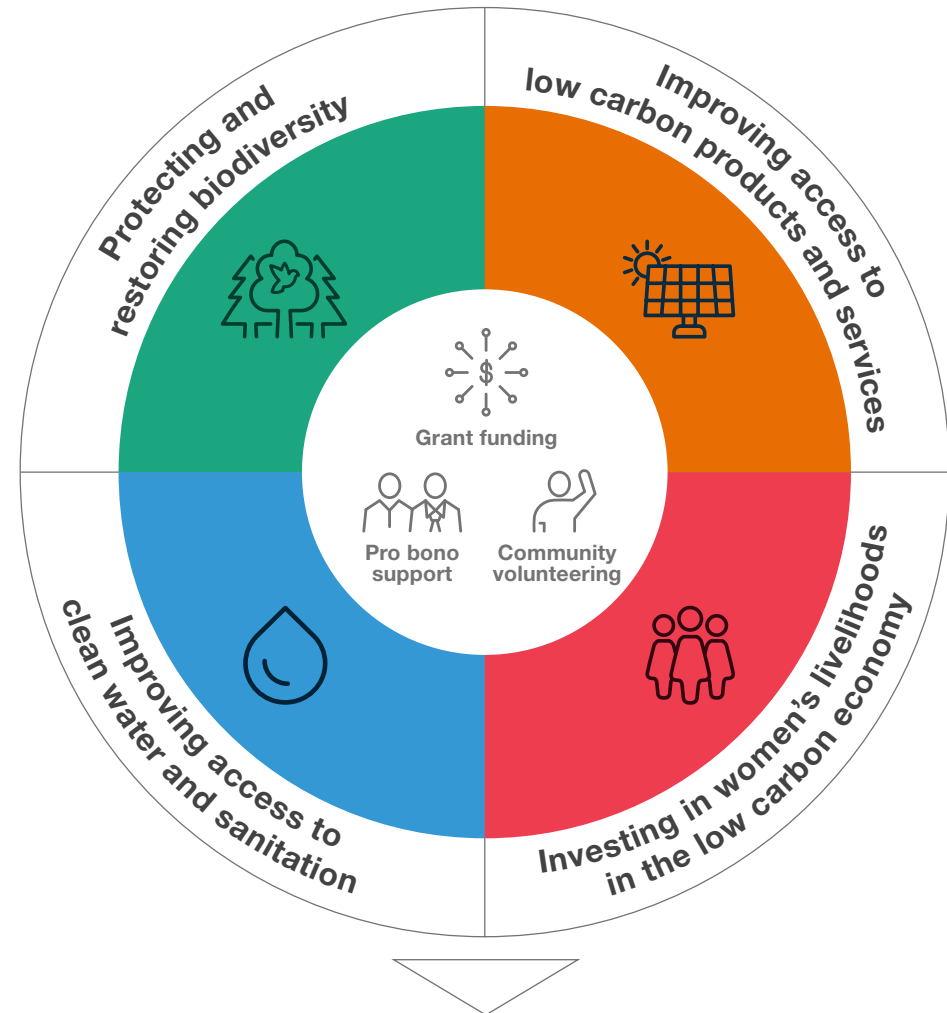 Protecting and
restoring biodiversity
Improving access to
low carbon products and services
$
Grant funding
Pro bono
support
Community
volunteering
Improving access to
clean water and sanitation
Investing in women's livelihoods
in the low carbon economy